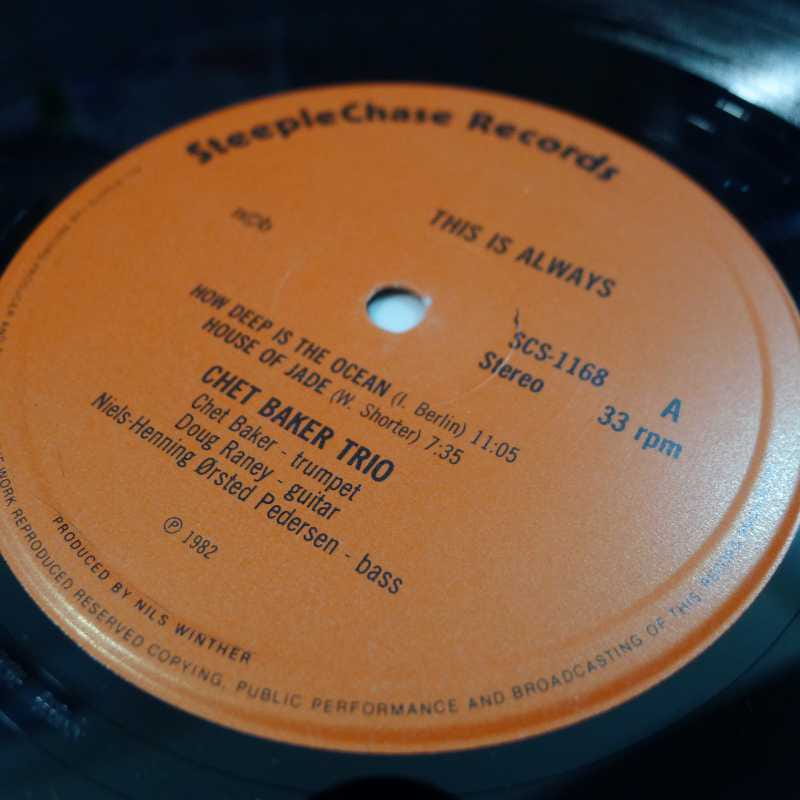 SteepleChase Records
n©b
THIS IS ALWAYS
SCS-1168 A
Stereo 33 rpm
HOW DEEP IS THE OCEAN (I. Berlin) 11:05
HOUSE OF JADE (W. Shorter) 7:35
CHET BAKER TRIO
Chet Baker - trumpet
Doug Raney - guitar
Niels-Henning Ørsted Pedersen - bass
℗ 1982
PRODUCED BY NILS WINTHER
WORK REPRODUCED RESERVED COPYING, PUBLIC PERFORMANCE AND BROADCASTING OF THIS RECORD